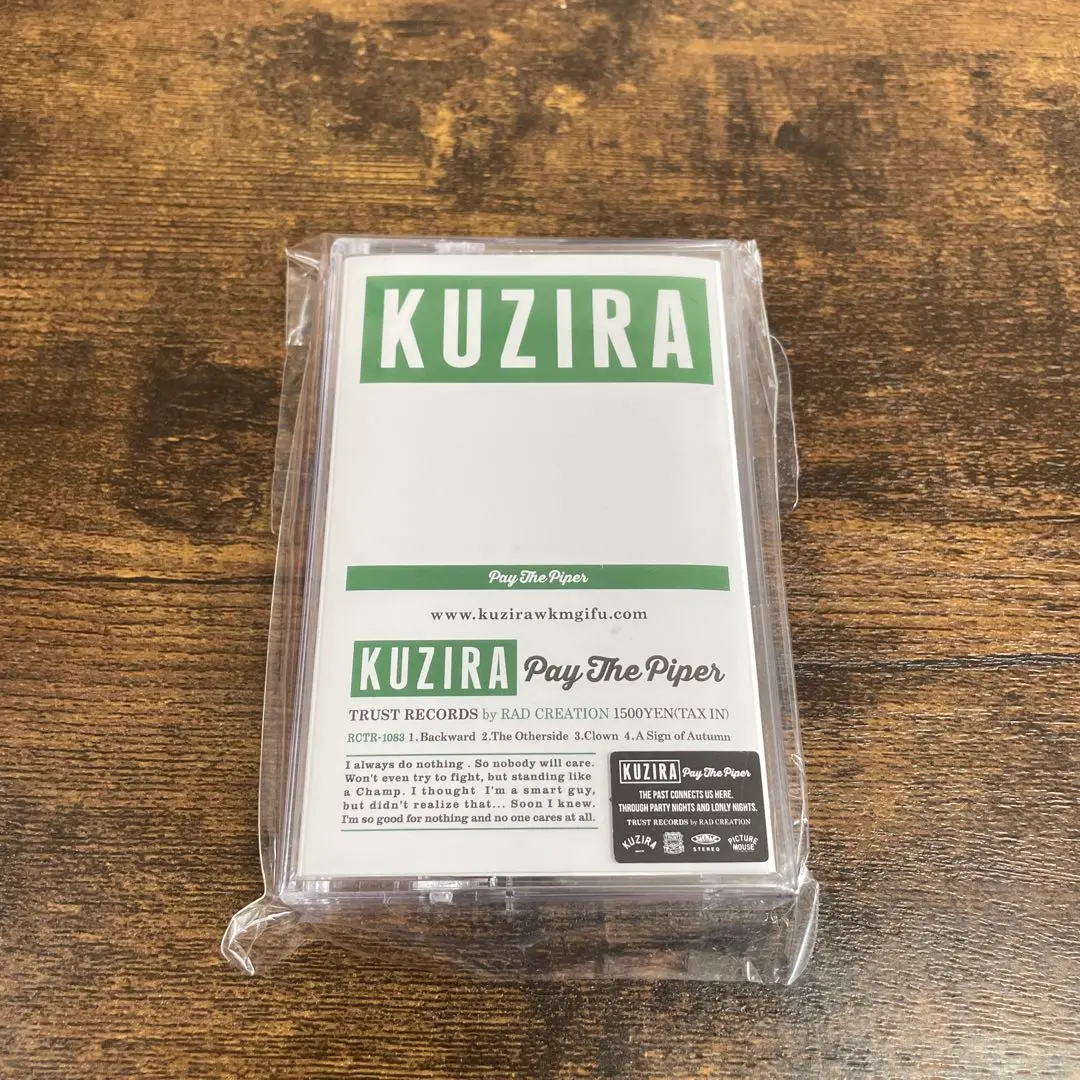 KUZIRA
Pay The Piper
www.kuzirawkmgifu.com
KUZIRA Pay The Piper
TRUST RECORDS by RAD CREATION 1500YEN(TAX IN)
RCTR-1083 1.Backward 2.The Otherside 3.Clown 4.A Sign of Autumn
I always do nothing . So nobody will care.
Won't even try to fight, but standing like
a Champ. I thought I'm a smart guy,
but didn't realize that... Soon I knew.
I'm so good for nothing and no one cares at all.
KUZIRA Pay The Piper
THE PAST CONNECTS US HERE.
THROUGH PARTY NIGHTS AND LONLY NIGHTS.
TRUST RECORDS by RAD CREATION
KUZIRA
STEREO
PICTURE
MOUSE